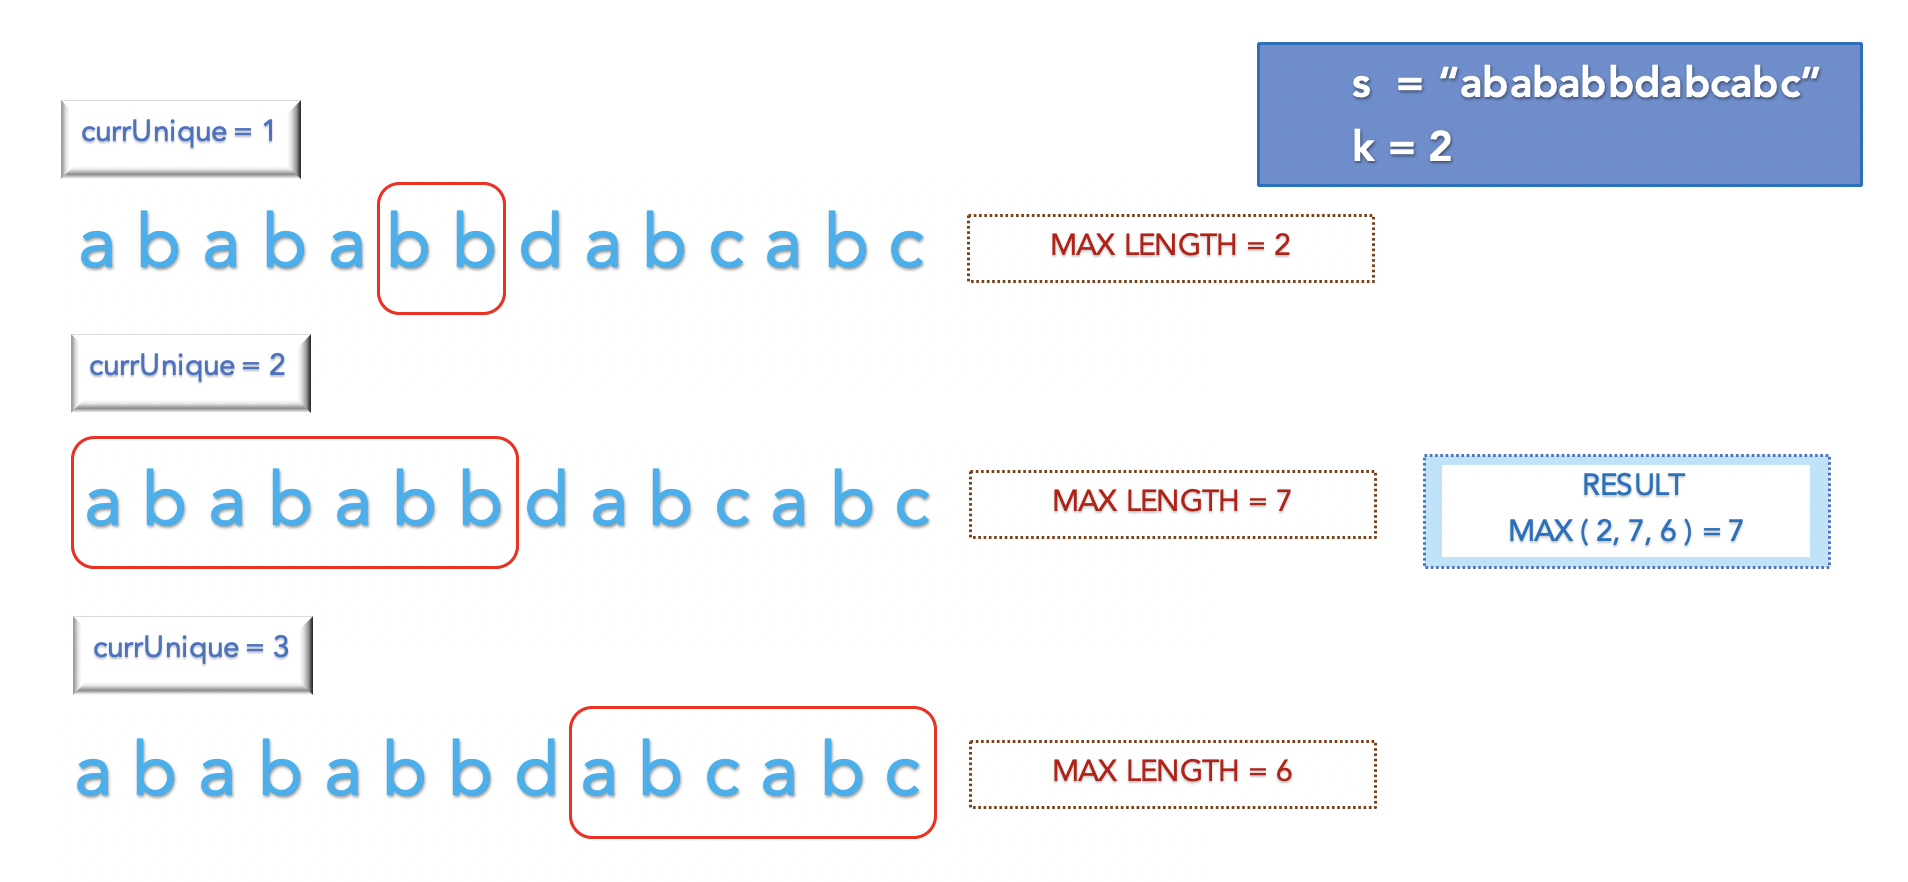 s = “abababbdabcabc”
k = 2
currUnique = 1
a b a b a b b d a b c a b c
MAX LENGTH = 2
currUnique = 2
a b a b a b b d a b c a b c
MAX LENGTH = 7
RESULT
MAX ( 2, 7, 6 ) = 7
currUnique = 3
a b a b a b b d a b c a b c
MAX LENGTH = 6